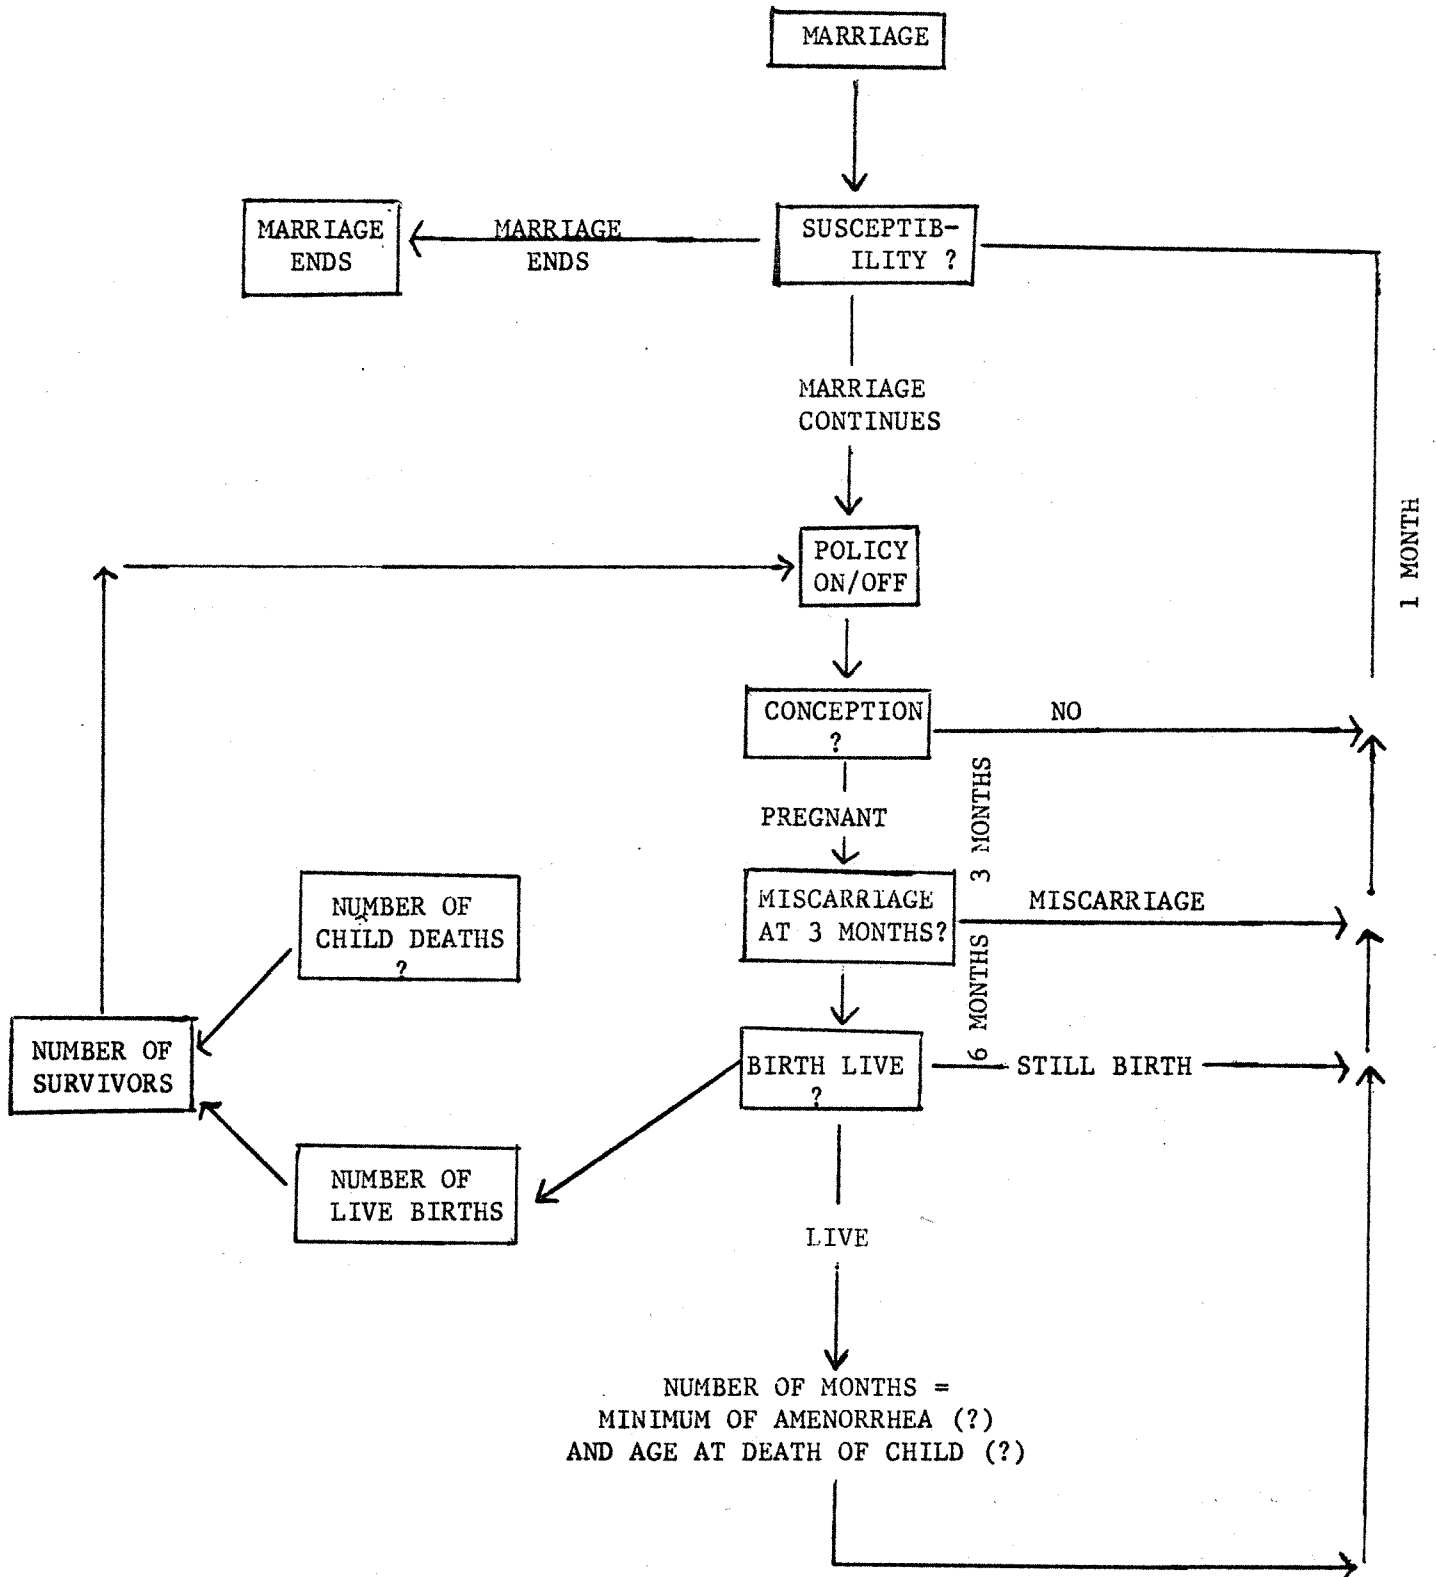 MARRIAGE
MARRIAGE
ENDS
MARRIAGE
ENDS
SUSCEPTIB-
ILITY ?
MARRIAGE
CONTINUES
1 MONTH
POLICY
ON/OFF
CONCEPTION
?
NO
3 MONTHS
PREGNANT
MISCARRIAGE
AT 3 MONTHS?
MISCARRIAGE
NUMBER OF
CHILD DEATHS
?
6 MONTHS
NUMBER OF
SURVIVORS
BIRTH LIVE
?
STILL BIRTH
NUMBER OF
LIVE BIRTHS
LIVE
NUMBER OF MONTHS =
MINIMUM OF AMENORRHEA (?)
AND AGE AT DEATH OF CHILD (?)